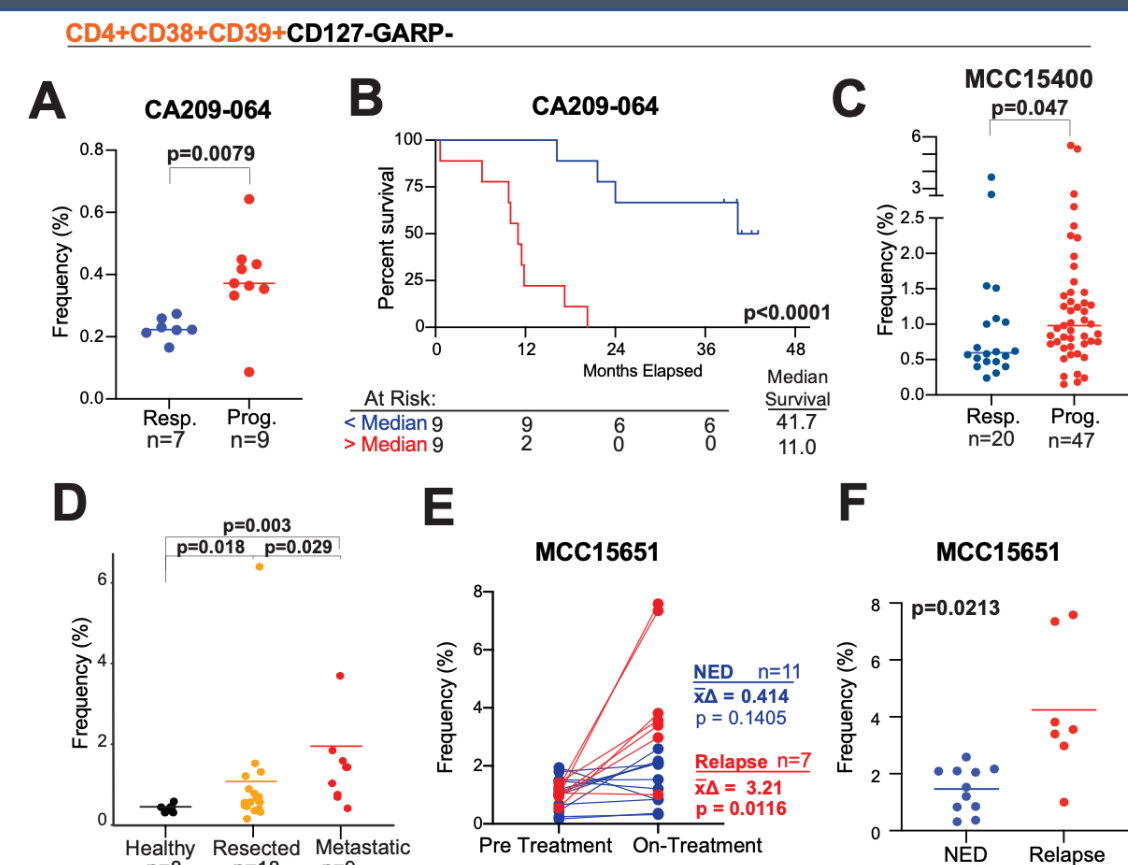 CD4+CD38+CD39+CD127-GARP-
A
CA209-064
p=0.0079
Frequency (%)
0.8
0.6
0.4
0.2
0.0
Resp.
n=7
Prog.
n=9
B
CA209-064
Percent survival
100
75
50
25
0
p<0.0001
0 12 24 36 48
Months Elapsed
Median
Survival
At Risk:
< Median 9 9 6 6 41.7
> Median 9 2 0 0 11.0
C
MCC15400
p=0.047
Frequency (%)
6
3
2.5
2.0
1.5
1.0
0.5
0.0
Resp.
n=20
Prog.
n=47
D
p=0.003
p=0.018 p=0.029
Frequency (%)
6
4
2
0
Healthy Resected Metastatic
n=8 n=18 n=9
E
MCC15651
Frequency (%)
8
6
4
2
0
Pre Treatment On-Treatment
NED n=11
x̅Δ = 0.414
p = 0.1405
Relapse n=7
x̅Δ = 3.21
p = 0.0116
F
MCC15651
p=0.0213
Frequency (%)
8
6
4
2
0
NED Relapse